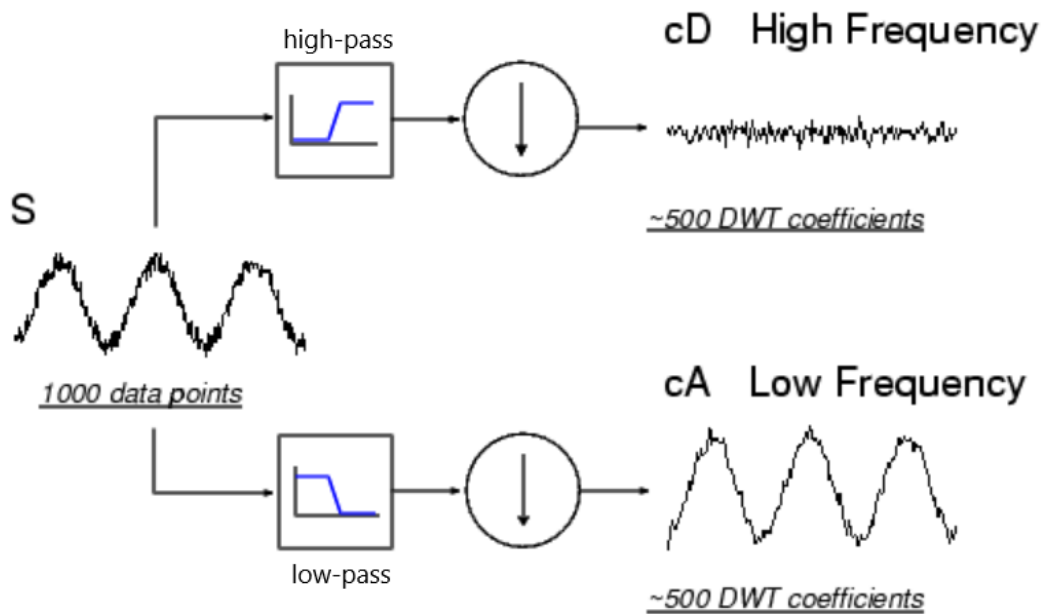 high-pass
cD High Frequency
~500 DWT coefficients
S
1000 data points
cA Low Frequency
low-pass
~500 DWT coefficients